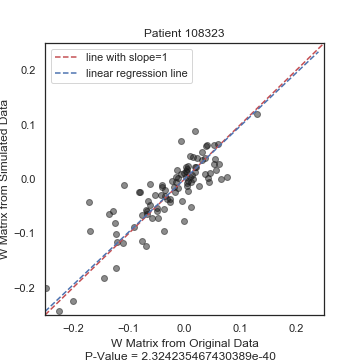 Patient 108323
line with slope=1
linear regression line
W Matrix from Simulated Data
0.2
0.1
0.0
−0.1
−0.2
−0.2 −0.1 0.0 0.1 0.2
W Matrix from Original Data
P-Value = 2.324235467430389e-40